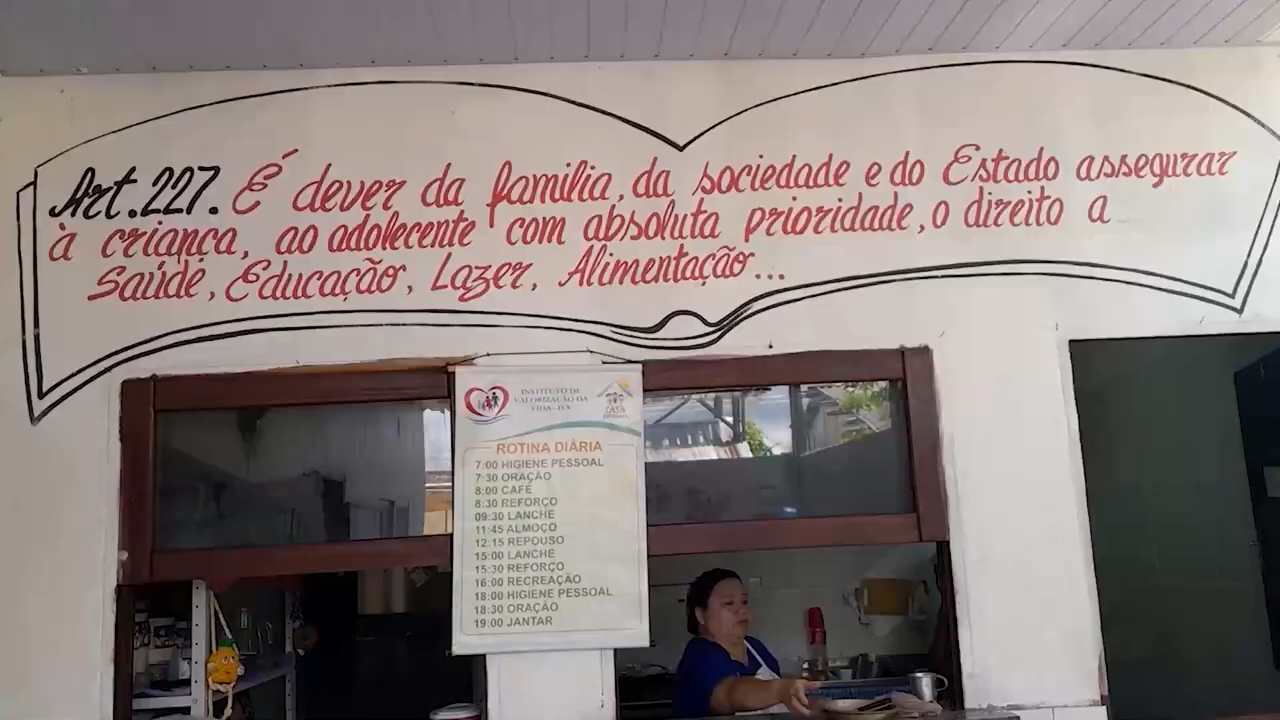 Art.227. É dever da familia, da sociedade e do Estado assegurar
à criança, ao adolecente com absoluta prioridade, o direito a
Saúde, Educação, Lazer, Alimentação...
INSTITUTO DE
VALORIZAÇÃO DA
VIDA - IVV
CASA
ROTINA DIÁRIA
7:00 HIGIENE PESSOAL
7:30 ORAÇÃO
8:00 CAFÉ
8:30 REFORÇO
09:30 LANCHE
11:45 ALMOÇO
12:15 REPOUSO
15:00 LANCHE
15:30 REFORÇO
16:00 RECREAÇÃO
18:00 HIGIENE PESSOAL
18:30 ORAÇÃO
19:00 JANTAR